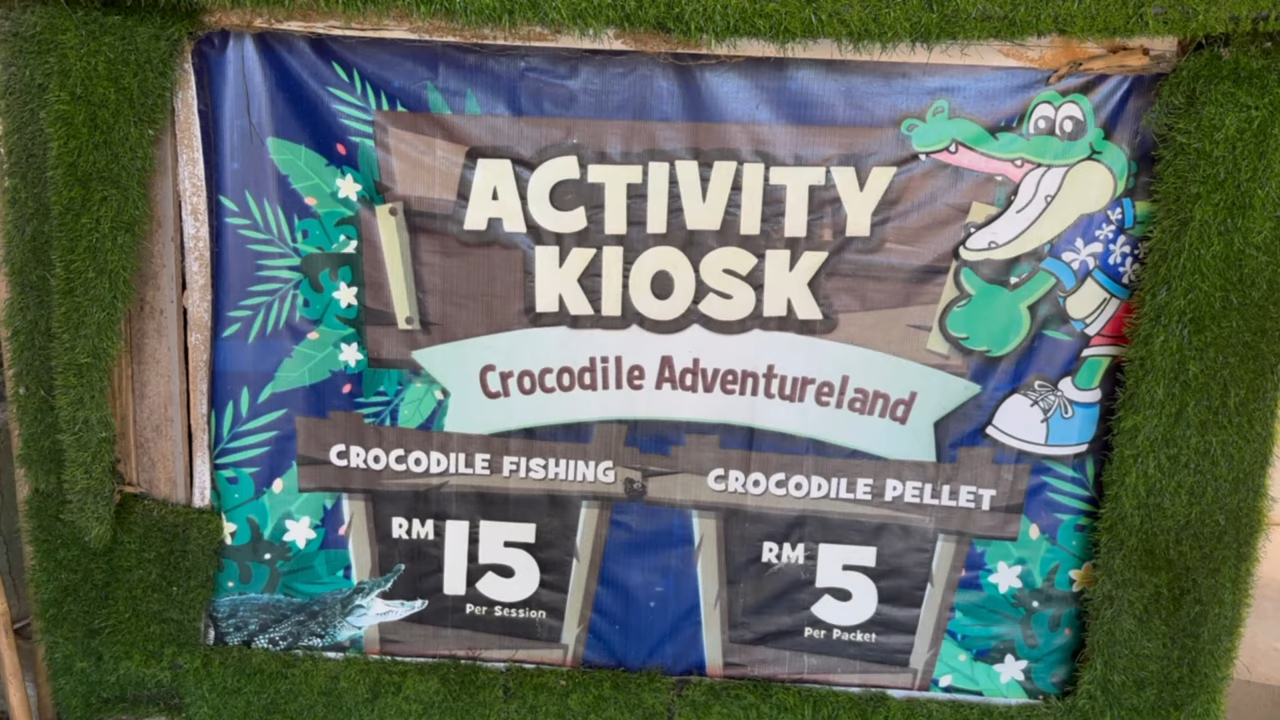 ACTIVITY
KIOSK
Crocodile Adventureland
CROCODILE FISHING
RM 15
Per Session
CROCODILE PELLET
RM 5
Per Packet